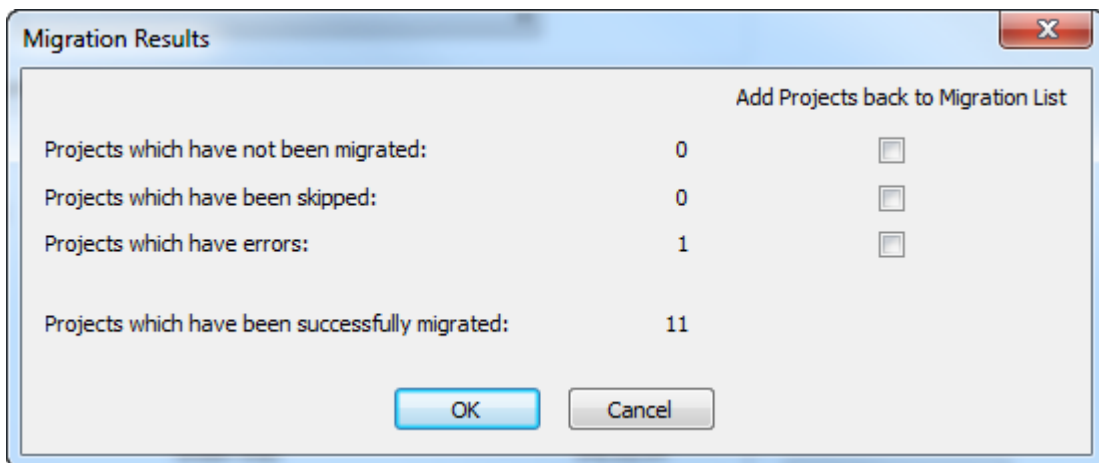 Migration Results
Add Projects back to Migration List
Projects which have not been migrated: 0
Projects which have been skipped: 0
Projects which have errors: 1
Projects which have been successfully migrated: 11
OK Cancel